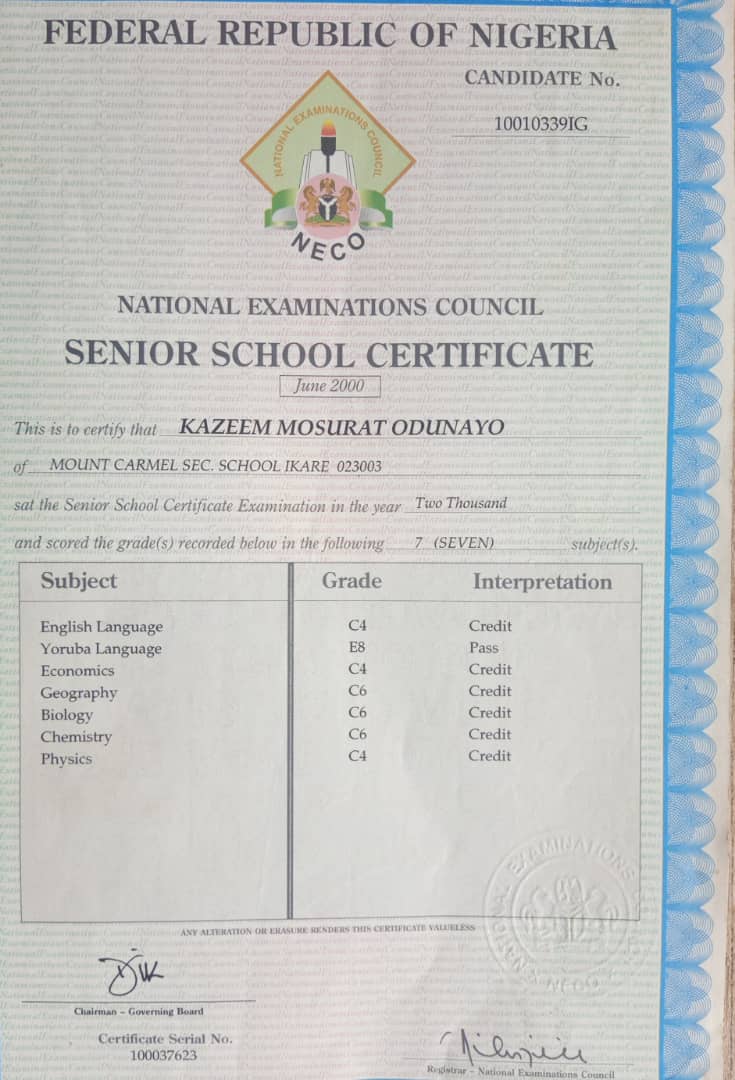 FEDERAL REPUBLIC OF NIGERIA
CANDIDATE No.
10010339IG
NATIONAL EXAMINATIONS COUNCIL
NECO
NATIONAL EXAMINATIONS COUNCIL
SENIOR SCHOOL CERTIFICATE
June 2000
This is to certify that KAZEEM MOSURAT ODUNAYO
of MOUNT CARMEL SEC. SCHOOL IKARE 023003
sat the Senior School Certificate Examination in the year Two Thousand
and scored the grade(s) recorded below in the following 7 (SEVEN) subject(s).
Subject Grade Interpretation
English Language C4 Credit
Yoruba Language E8 Pass
Economics C4 Credit
Geography C6 Credit
Biology C6 Credit
Chemistry C6 Credit
Physics C4 Credit
ANY ALTERATION OR ERASURE RENDERS THIS CERTIFICATE VALUELESS
Chairman - Governing Board
Certificate Serial No.
100037623
Registrar - National Examinations Council